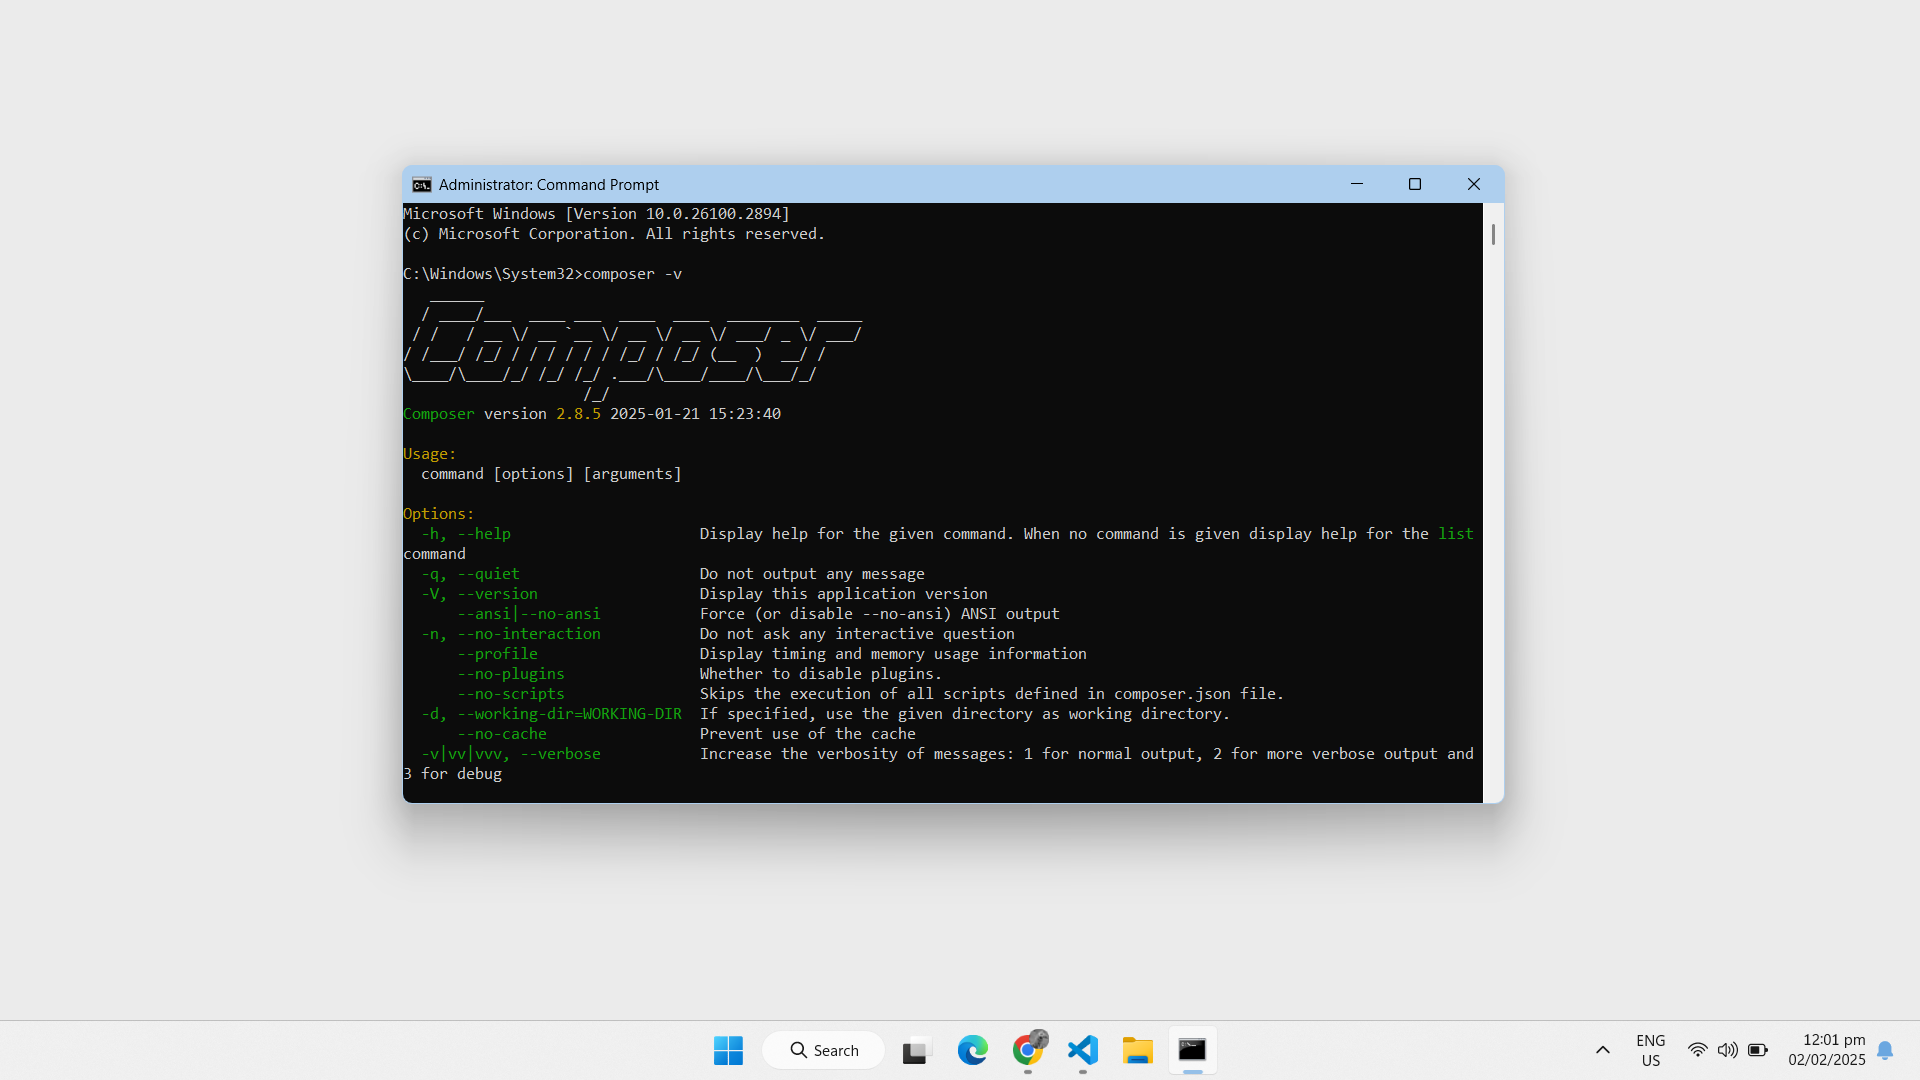 Administrator: Command Prompt
Microsoft Windows [Version 10.0.26100.2894]
(c) Microsoft Corporation. All rights reserved.
C:\Windows\System32>composer -v
Composer
Composer version 2.8.5 2025-01-21 15:23:40
Usage:
command [options] [arguments]
Options:
-h, --help Display help for the given command. When no command is given display help for the list
command
-q, --quiet Do not output any message
-V, --version Display this application version
--ansi|--no-ansi Force (or disable --no-ansi) ANSI output
-n, --no-interaction Do not ask any interactive question
--profile Display timing and memory usage information
--no-plugins Whether to disable plugins.
--no-scripts Skips the execution of all scripts defined in composer.json file.
-d, --working-dir=WORKING-DIR If specified, use the given directory as working directory.
--no-cache Prevent use of the cache
-v|vv|vvv, --verbose Increase the verbosity of messages: 1 for normal output, 2 for more verbose output and
3 for debug
Search
ENG
US
12:01 pm
02/02/2025